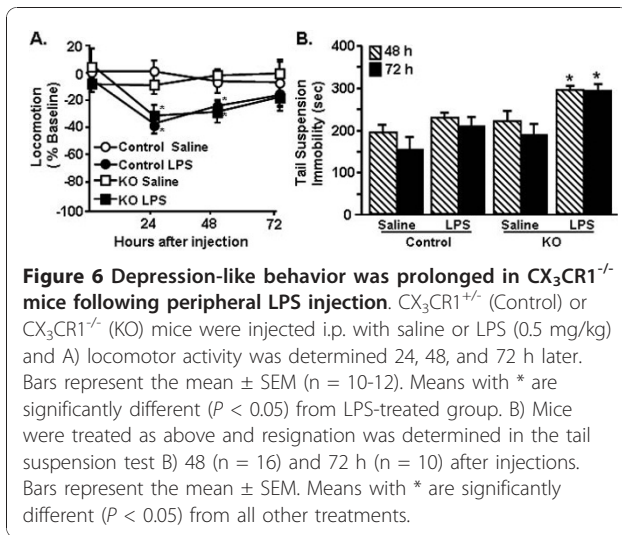 A.
20
0
-20
-40
-60
-80
-100
Locomotion
(% Baseline)
Control Saline
Control LPS
KO Saline
KO LPS
24 48 72
Hours after injection
B.
400
300
200
100
0
Tail Suspension
Immobility (sec)
48 h
72 h
* *
* *
* *
Saline LPS Saline LPS
Control KO
Figure 6 Depression-like behavior was prolonged in CX₃CR1⁻/⁻
mice following peripheral LPS injection. CX₃CR1⁺/⁻ (Control) or
CX₃CR1⁻/⁻ (KO) mice were injected i.p. with saline or LPS (0.5 mg/kg)
and A) locomotor activity was determined 24, 48, and 72 h later.
Bars represent the mean ± SEM (n = 10-12). Means with * are
significantly different (P < 0.05) from LPS-treated group. B) Mice
were treated as above and resignation was determined in the tail
suspension test B) 48 (n = 16) and 72 h (n = 10) after injections.
Bars represent the mean ± SEM. Means with * are significantly
different (P < 0.05) from all other treatments.